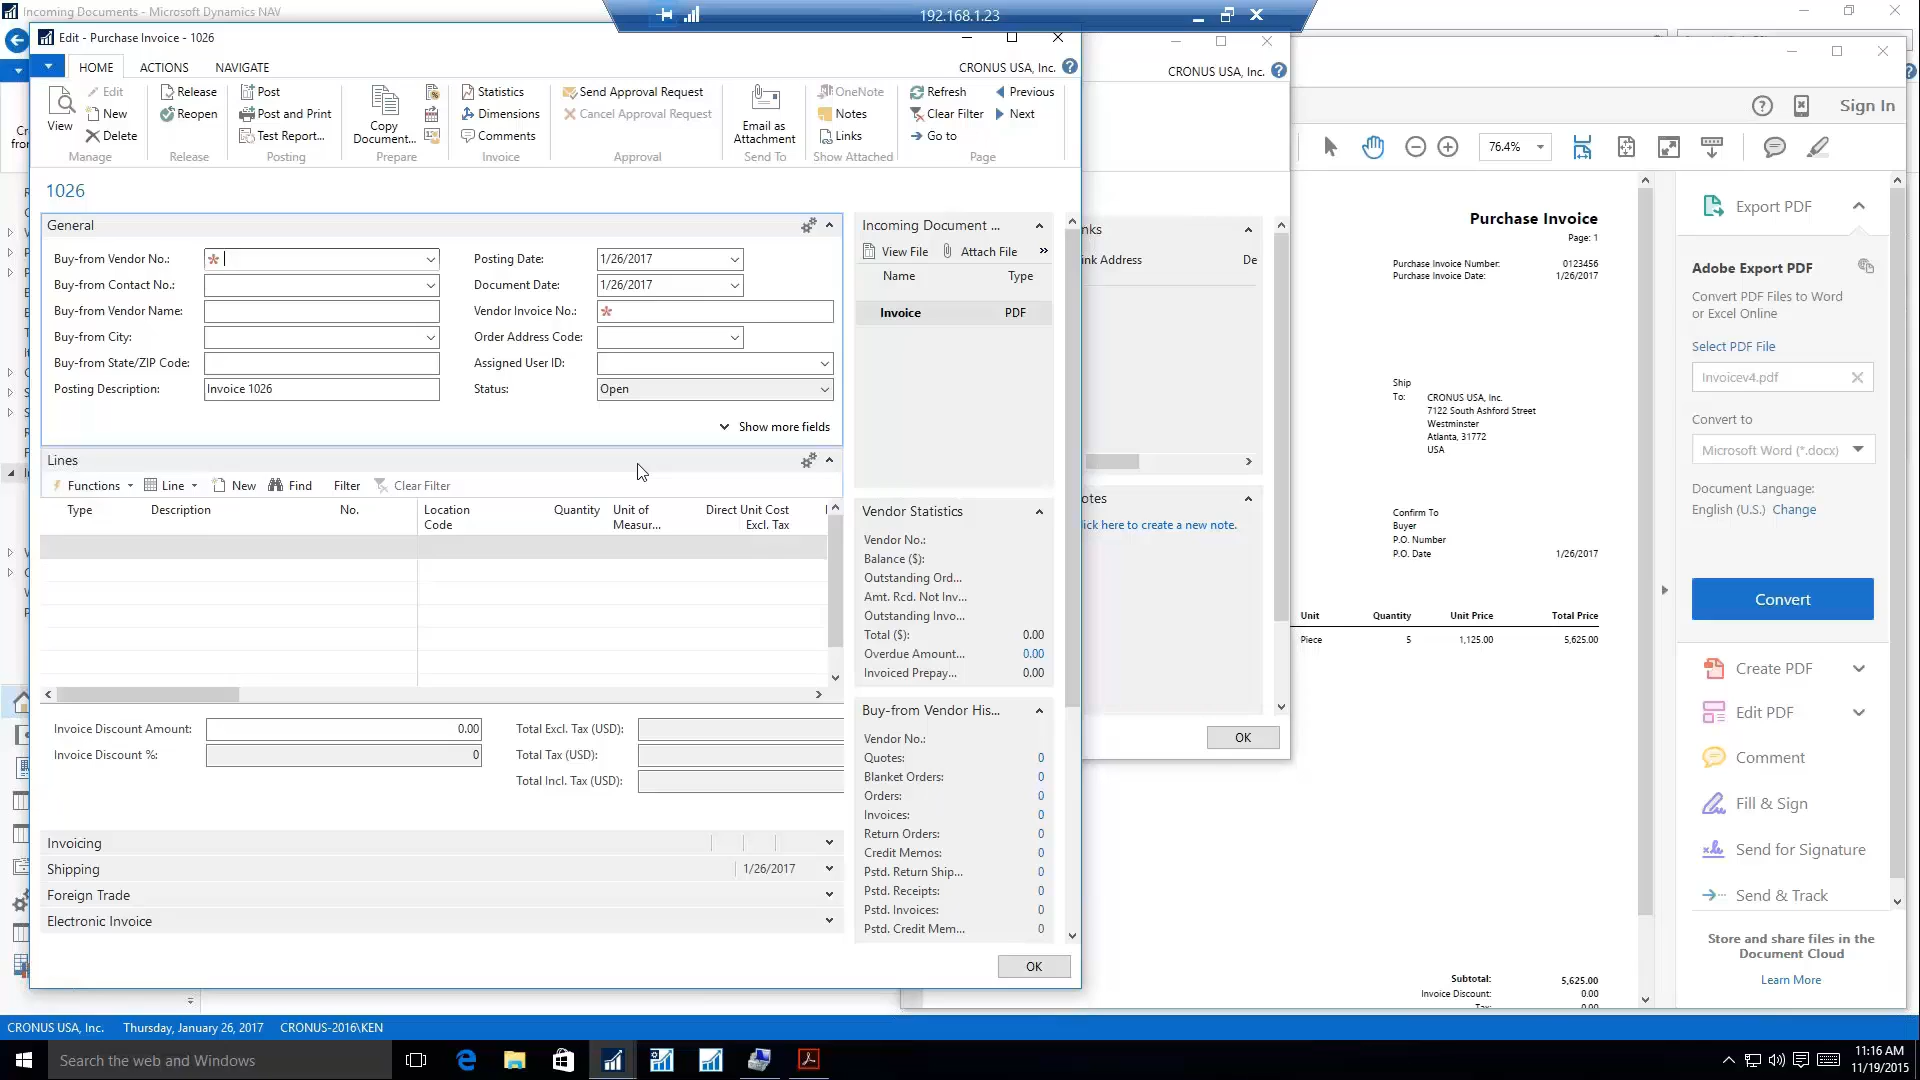 Incoming Documents - Microsoft Dynamics NAV
192.168.1.23
Edit - Purchase Invoice - 1026
HOME
ACTIONS
NAVIGATE
CRONUS USA, Inc.
CRONUS USA, Inc.
View
Edit
New
Delete
Manage
Release
Reopen
Release
Post
Post and Print
Test Report...
Posting
Copy
Document...
Prepare
Statistics
Dimensions
Comments
Invoice
Send Approval Request
Cancel Approval Request
Approval
Email as
Attachment
Send To
OneNote
Notes
Links
Show Attached
Refresh
Clear Filter
Go to
Previous
Next
Page
Sign In
76.4%
1026
General
Buy-from Vendor No.:
Buy-from Contact No.:
Buy-from Vendor Name:
Buy-from City:
Buy-from State/ZIP Code:
Posting Description: Invoice 1026
Posting Date: 1/26/2017
Document Date: 1/26/2017
Vendor Invoice No.:
Order Address Code:
Assigned User ID:
Status: Open
Show more fields
Lines
Functions
Line
New
Find
Filter
Clear Filter
Type
Description
No.
Location
Code
Quantity
Unit of
Measur...
Direct Unit Cost
Excl. Tax
Invoice Discount Amount: 0.00
Invoice Discount %: 0
Total Excl. Tax (USD):
Total Tax (USD):
Total Incl. Tax (USD):
Invoicing
Shipping 1/26/2017
Foreign Trade
Electronic Invoice
Incoming Document ...
View File
Attach File
»
Name Type
Invoice PDF
Vendor Statistics
Vendor No.:
Balance ($):
Outstanding Ord...
Amt. Rcd. Not Inv...
Outstanding Invo...
Total ($): 0.00
Overdue Amount... 0.00
Invoiced Prepay... 0.00
Buy-from Vendor His...
Vendor No.:
Quotes: 0
Blanket Orders: 0
Orders: 0
Invoices: 0
Return Orders: 0
Credit Memos: 0
Pstd. Return Ship... 0
Pstd. Receipts: 0
Pstd. Invoices: 0
Pstd. Credit Mem... 0
OK
nks
ink Address De
otes
ick here to create a new note.
OK
Purchase Invoice
Page: 1
Purchase Invoice Number: 0123456
Purchase Invoice Date: 1/26/2017
Ship
To: CRONUS USA, Inc.
7122 South Ashford Street
Westminster
Atlanta, 31772
USA
Confirm To
Buyer
P.O. Number
P.O. Date 1/26/2017
Unit Quantity Unit Price Total Price
Piece 5 1,125.00 5,625.00
Subtotal: 5,625.00
Invoice Discount: 0.00
Tax: 0.00
Export PDF
Adobe Export PDF
Convert PDF Files to Word
or Excel Online
Select PDF File
Invoicev4.pdf
Convert to
Microsoft Word (*.docx)
Document Language:
English (U.S.) Change
Convert
Create PDF
Edit PDF
Comment
Fill & Sign
Send for Signature
Send & Track
Store and share files in the
Document Cloud
Learn More
CRONUS USA, Inc. Thursday, January 26, 2017 CRONUS-2016\KEN
Search the web and Windows
11:16 AM
11/19/2015